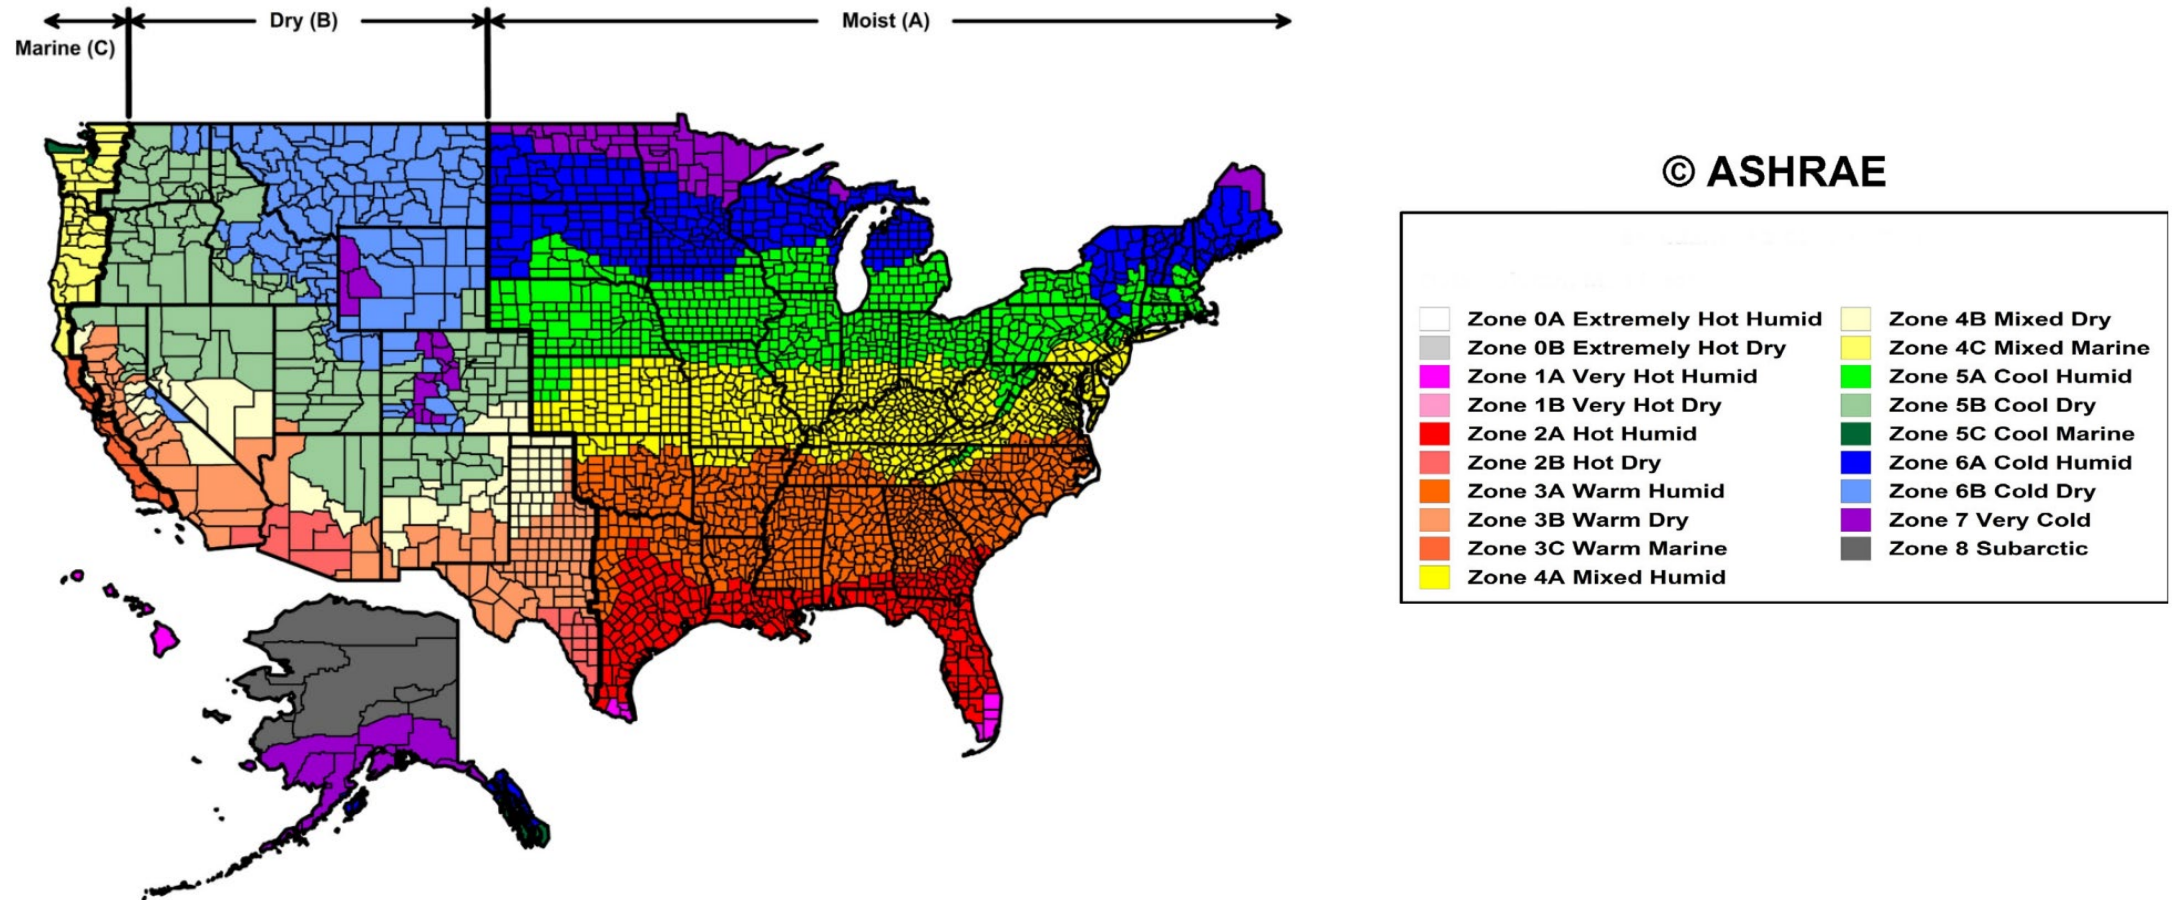 Dry (B)
Moist (A)
Marine (C)
© ASHRAE
Zone 0A Extremely Hot Humid
Zone 0B Extremely Hot Dry
Zone 1A Very Hot Humid
Zone 1B Very Hot Dry
Zone 2A Hot Humid
Zone 2B Hot Dry
Zone 3A Warm Humid
Zone 3B Warm Dry
Zone 3C Warm Marine
Zone 4A Mixed Humid
Zone 4B Mixed Dry
Zone 4C Mixed Marine
Zone 5A Cool Humid
Zone 5B Cool Dry
Zone 5C Cool Marine
Zone 6A Cold Humid
Zone 6B Cold Dry
Zone 7 Very Cold
Zone 8 Subarctic